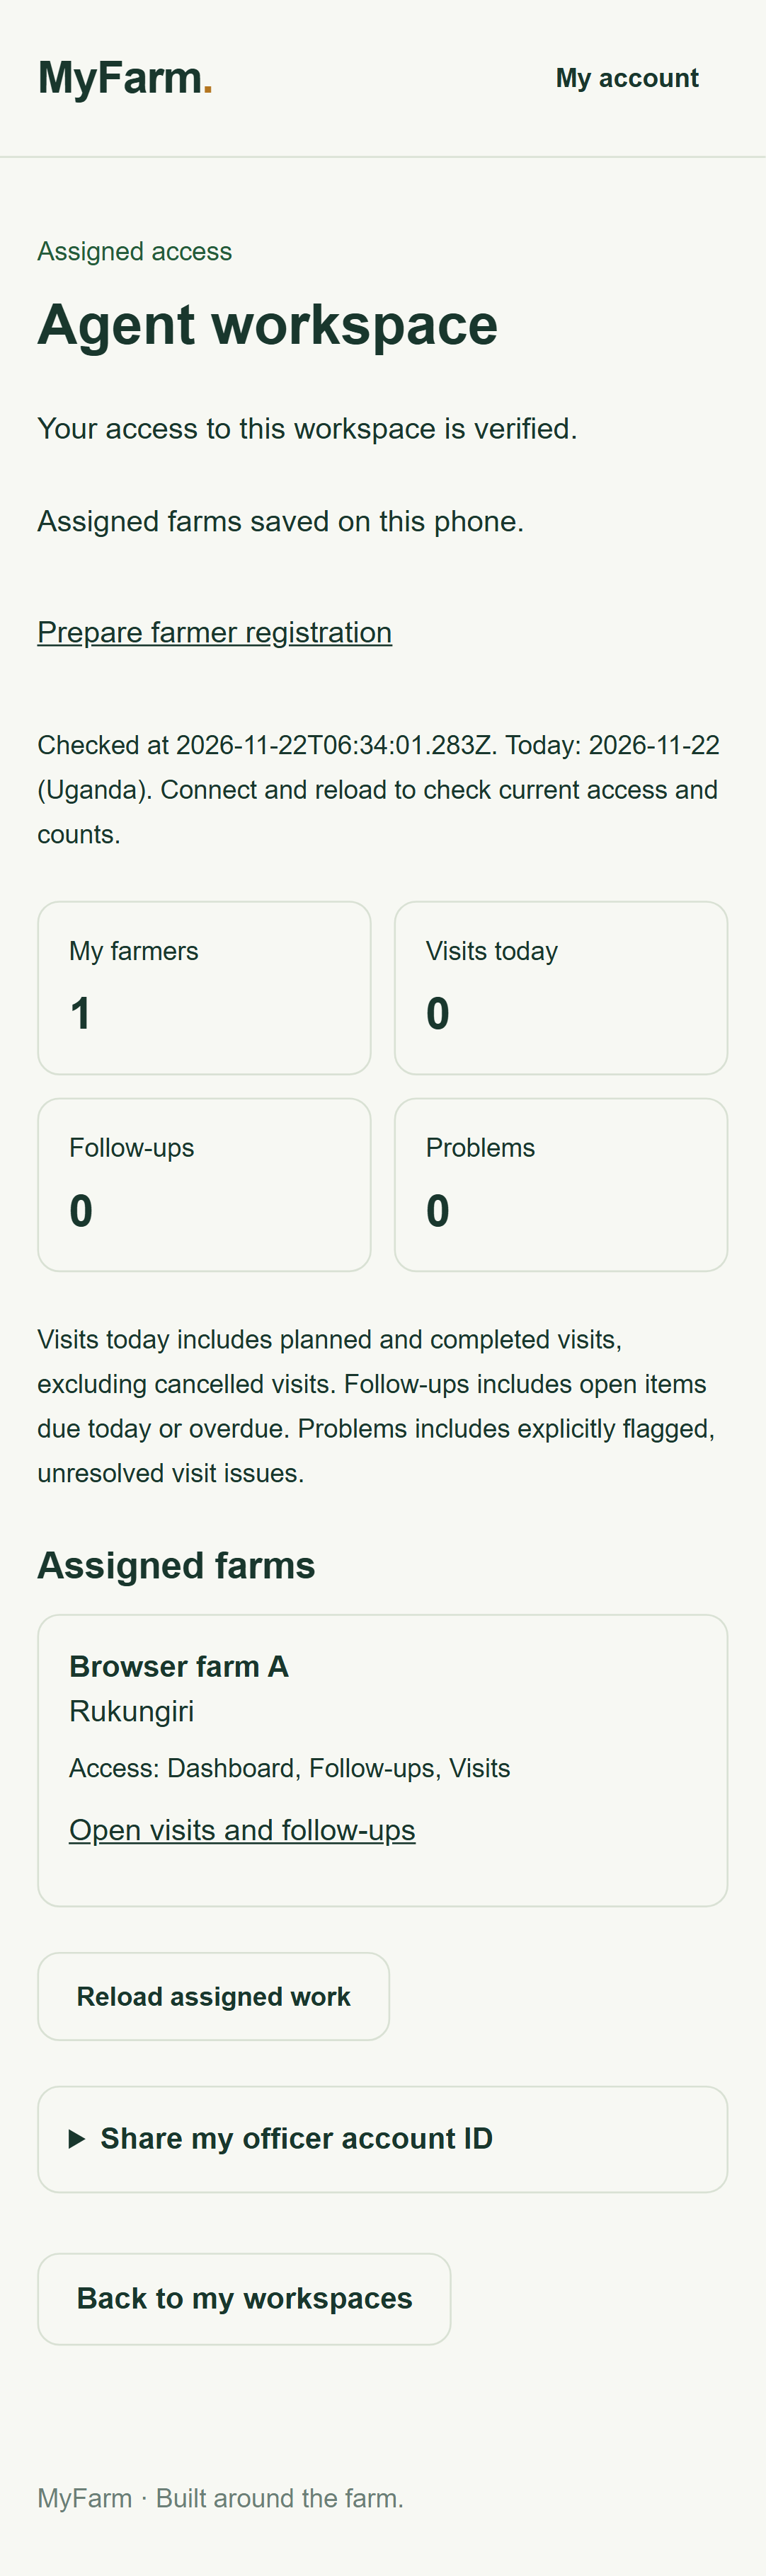 MyFarm.
My account
Assigned access
Agent workspace
Your access to this workspace is verified.
Assigned farms saved on this phone.
Prepare farmer registration
Checked at 2026-11-22T06:34:01.283Z. Today: 2026-11-22
(Uganda). Connect and reload to check current access and
counts.
My farmers
1
Visits today
0
Follow-ups
0
Problems
0
Visits today includes planned and completed visits,
excluding cancelled visits. Follow-ups includes open items
due today or overdue. Problems includes explicitly flagged,
unresolved visit issues.
Assigned farms
Browser farm A
Rukungiri
Access: Dashboard, Follow-ups, Visits
Open visits and follow-ups
Reload assigned work
Share my officer account ID
Back to my workspaces
MyFarm · Built around the farm.